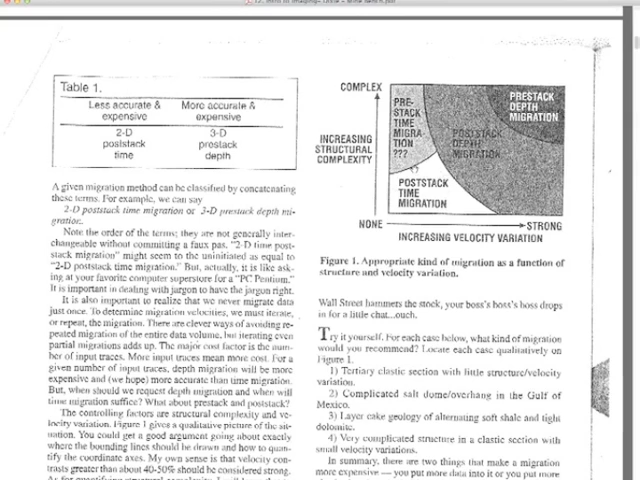 Table 1.
Less accurate & More accurate &
expensive expensive
2-D 3-D
poststack prestack
time depth
A given migration method can be classified by concatenating
these terms. For example, we can say
2-D poststack time migration or 3-D prestack depth mi-
gration.
Note the order of the terms; they are not generally inter-
changeable without committing a faux pas. "2-D time post-
stack migration" might seem to the uninitiated as equal to
"2-D poststack time migration." But, actually, it is like ask-
ing at your favorite computer superstore for a "PC Pentium."
It is important in dealing with jargon to have the jargon right.
It is also important to realize that we never migrate data
just once. To determine migration velocities, we must iterate,
or repeat, the migration. There are clever ways of avoiding re-
peated migration of the entire data volume, but iterating even
partial migrations adds up. The major cost factor is the num-
ber of input traces. More input traces mean more cost. For a
given number of input traces, depth migration will be more
expensive and (we hope) more accurate than time migration.
But, when should we request depth migration and when will
time migration suffice? What about prestack and poststack?
The controlling factors are structural complexity and ve-
locity variation. Figure 1 gives a qualitative picture of the sit-
uation. You could get a good argument going about exactly
where the bounding lines should be drawn and how to quan-
tify the coordinate axes. My own sense is that velocity con-
trasts greater than about 40-50% should be considered strong.
COMPLEX
INCREASING
STRUCTURAL
COMPLEXITY
NONE
PRE-
STACK
TIME
MIGRA-
TION
???
POSTSTACK
DEPTH
MIGRATION
PRESTACK
DEPTH
MIGRATION
POSTSTACK
TIME
MIGRATION
STRONG
INCREASING VELOCITY VARIATION
Figure 1. Appropriate kind of migration as a function of
structure and velocity variation.
Wall Street hammers the stock, your boss's boss's boss drops
in for a little chat...ouch.
Try it yourself. For each case below, what kind of migration
would you recommend? Locate each case qualitatively on
Figure 1.
1) Tertiary clastic section with little structure/velocity
variation.
2) Complicated salt dome/overhang in the Gulf of
Mexico.
3) Layer cake geology of alternating soft shale and tight
dolomite.
4) Very complicated structure in a clastic section with
small velocity variations.
In summary, there are two things that make a migration
more expensive — you put more data into it or you put more